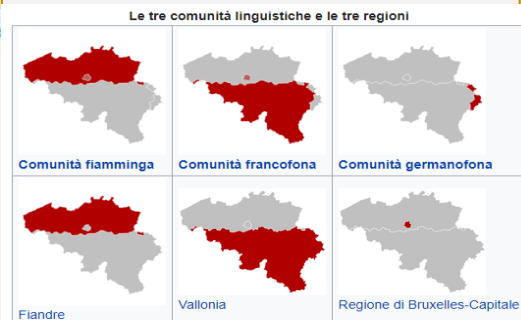 Le tre comunità linguistiche e le tre regioni
Comunità fiamminga
Comunità francofona
Comunità germanofona
Fiandre
Vallonia
Regione di Bruxelles-Capitale